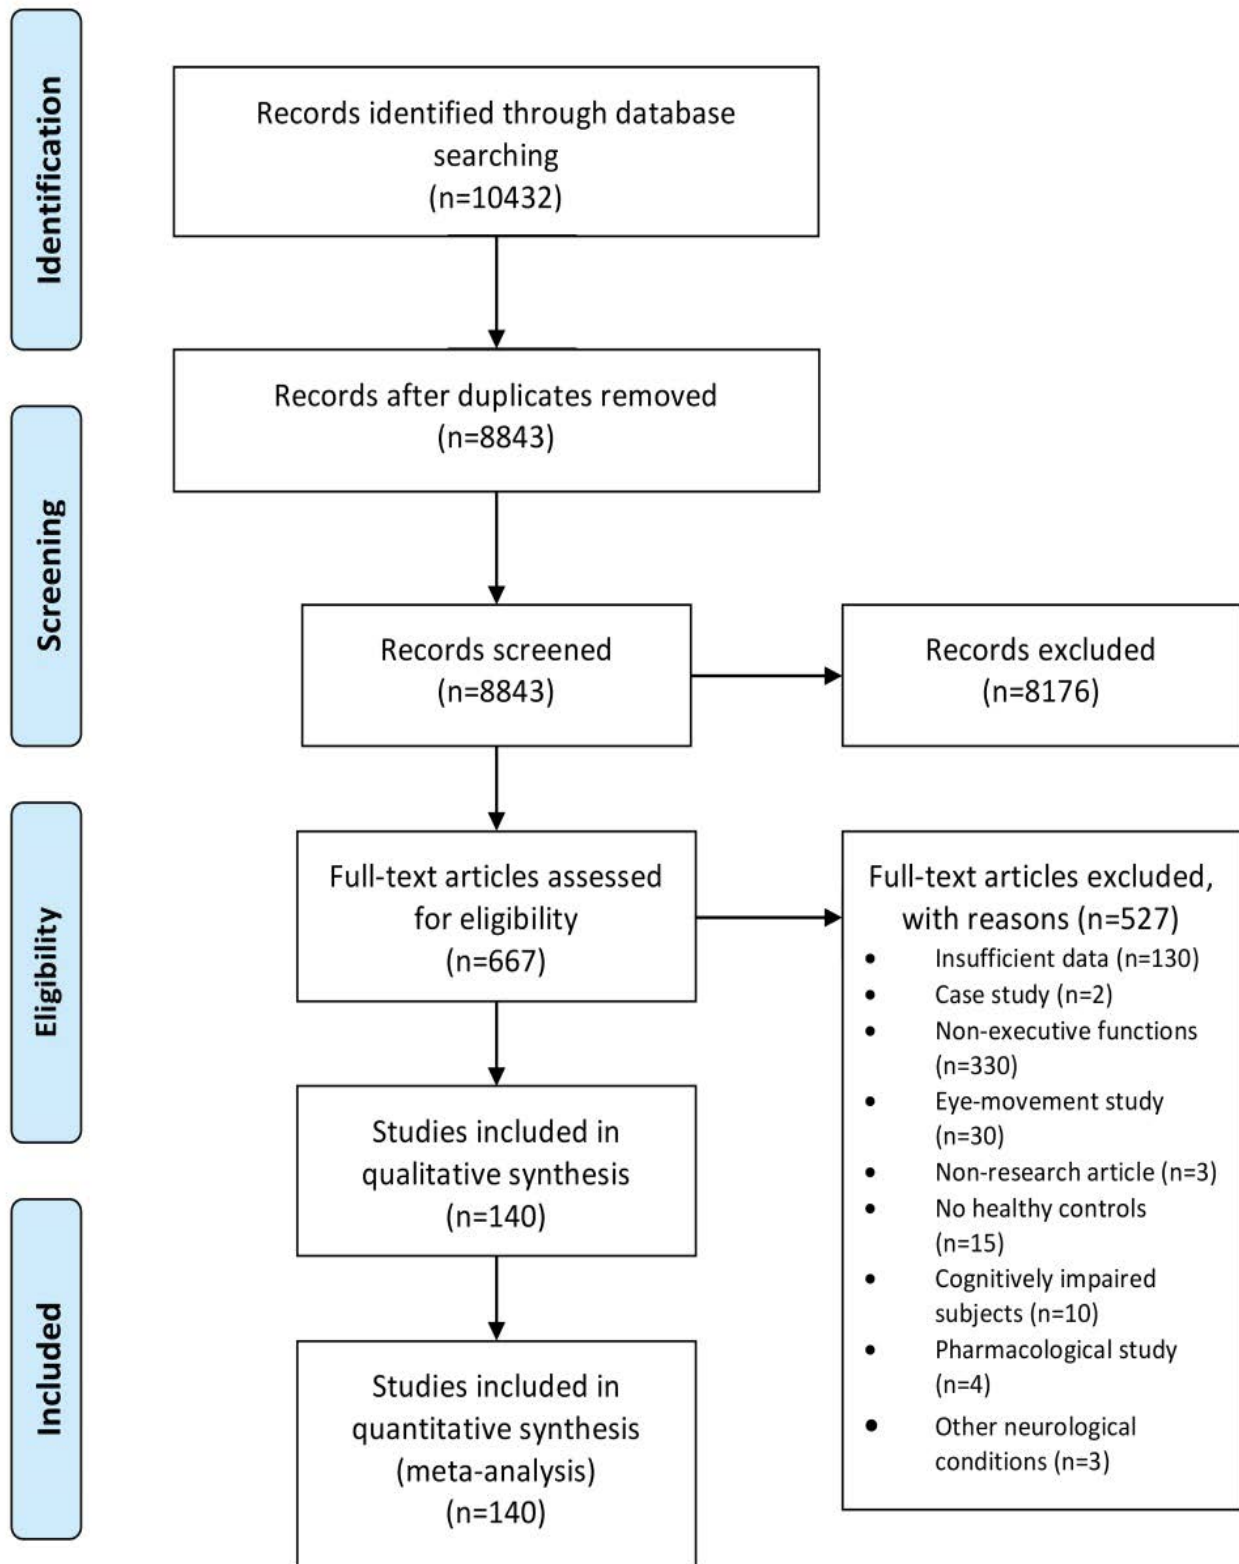 Identification
Records identified through database
searching
(n=10432)
Records after duplicates removed
(n=8843)
Screening
Records screened
(n=8843)
Records excluded
(n=8176)
Eligibility
Full-text articles assessed
for eligibility
(n=667)
Full-text articles excluded,
with reasons (n=527)
• Insufficient data (n=130)
• Case study (n=2)
• Non-executive functions
(n=330)
• Eye-movement study
(n=30)
• Non-research article (n=3)
• No healthy controls
(n=15)
• Cognitively impaired
subjects (n=10)
• Pharmacological study
(n=4)
• Other neurological
conditions (n=3)
Studies included in
qualitative synthesis
(n=140)
Included
Studies included in
quantitative synthesis
(meta-analysis)
(n=140)